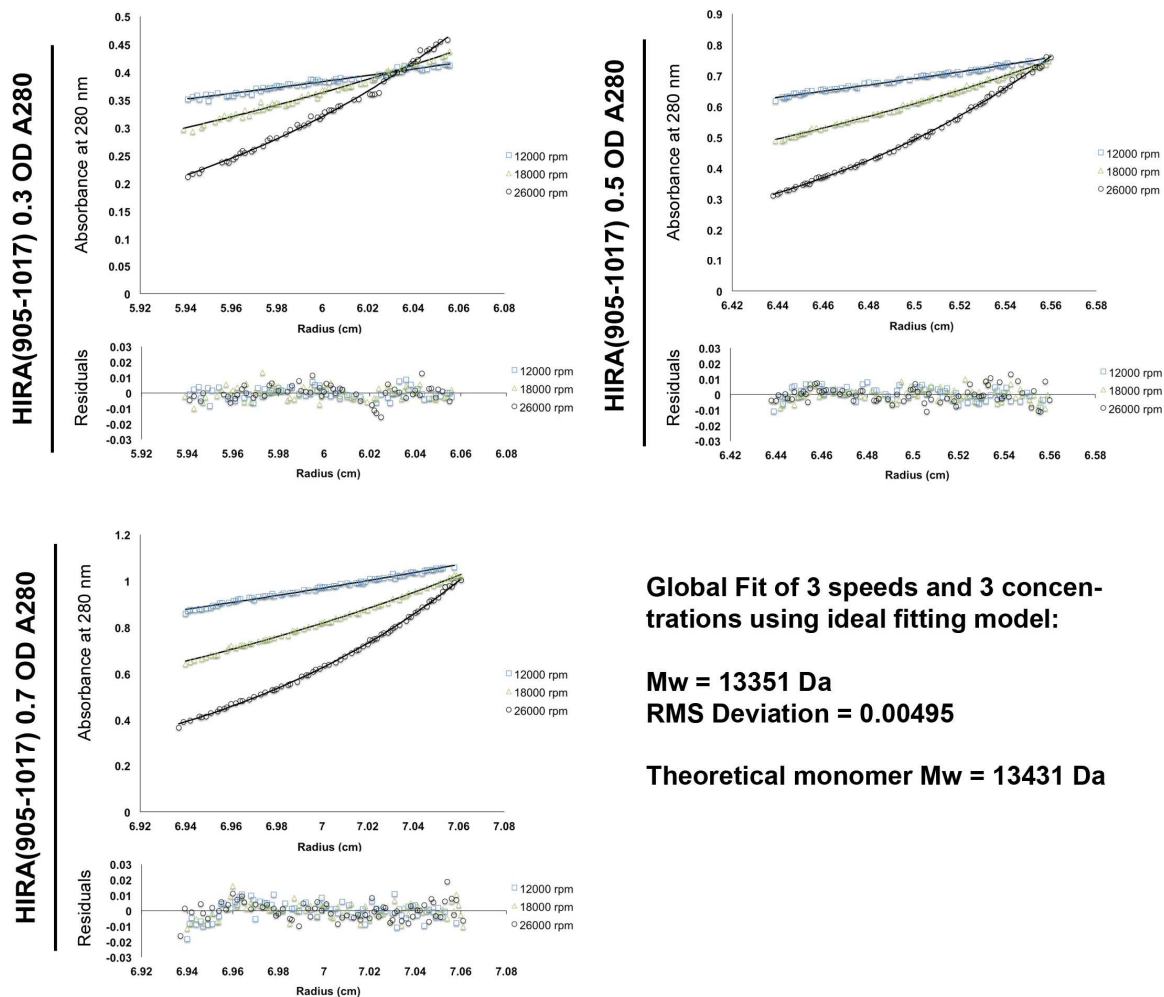 HIRA(905-1017) 0.3 OD A280
Absorbance at 280 nm
0.5
0.45
0.4
0.35
0.3
0.25
0.2
0.15
0.1
0.05
0
5.92 5.94 5.96 5.98 6 6.02 6.04 6.06 6.08
Radius (cm)
12000 rpm
18000 rpm
26000 rpm
Residuals
0.03
0.02
0.01
0
-0.01
-0.02
-0.03
5.92 5.94 5.96 5.98 6 6.02 6.04 6.06 6.08
Radius (cm)
12000 rpm
18000 rpm
26000 rpm
HIRA(905-1017) 0.5 OD A280
Absorbance at 280 nm
0.9
0.8
0.7
0.6
0.5
0.4
0.3
0.2
0.1
0
6.42 6.44 6.46 6.48 6.5 6.52 6.54 6.56 6.58
Radius (cm)
12000 rpm
18000 rpm
26000 rpm
Residuals
0.03
0.02
0.01
0
-0.01
-0.02
-0.03
6.42 6.44 6.46 6.48 6.5 6.52 6.54 6.56 6.58
Radius (cm)
12000 rpm
18000 rpm
26000 rpm
HIRA(905-1017) 0.7 OD A280
Absorbance at 280 nm
1.2
1
0.8
0.6
0.4
0.2
0
6.92 6.94 6.96 6.98 7 7.02 7.04 7.06 7.08
Radius (cm)
12000 rpm
18000 rpm
26000 rpm
Residuals
0.03
0.02
0.01
0
-0.01
-0.02
-0.03
6.92 6.94 6.96 6.98 7 7.02 7.04 7.06 7.08
Radius (cm)
12000 rpm
18000 rpm
26000 rpm
Global Fit of 3 speeds and 3 concen-
trations using ideal fitting model:
Mw = 13351 Da
RMS Deviation = 0.00495
Theoretical monomer Mw = 13431 Da